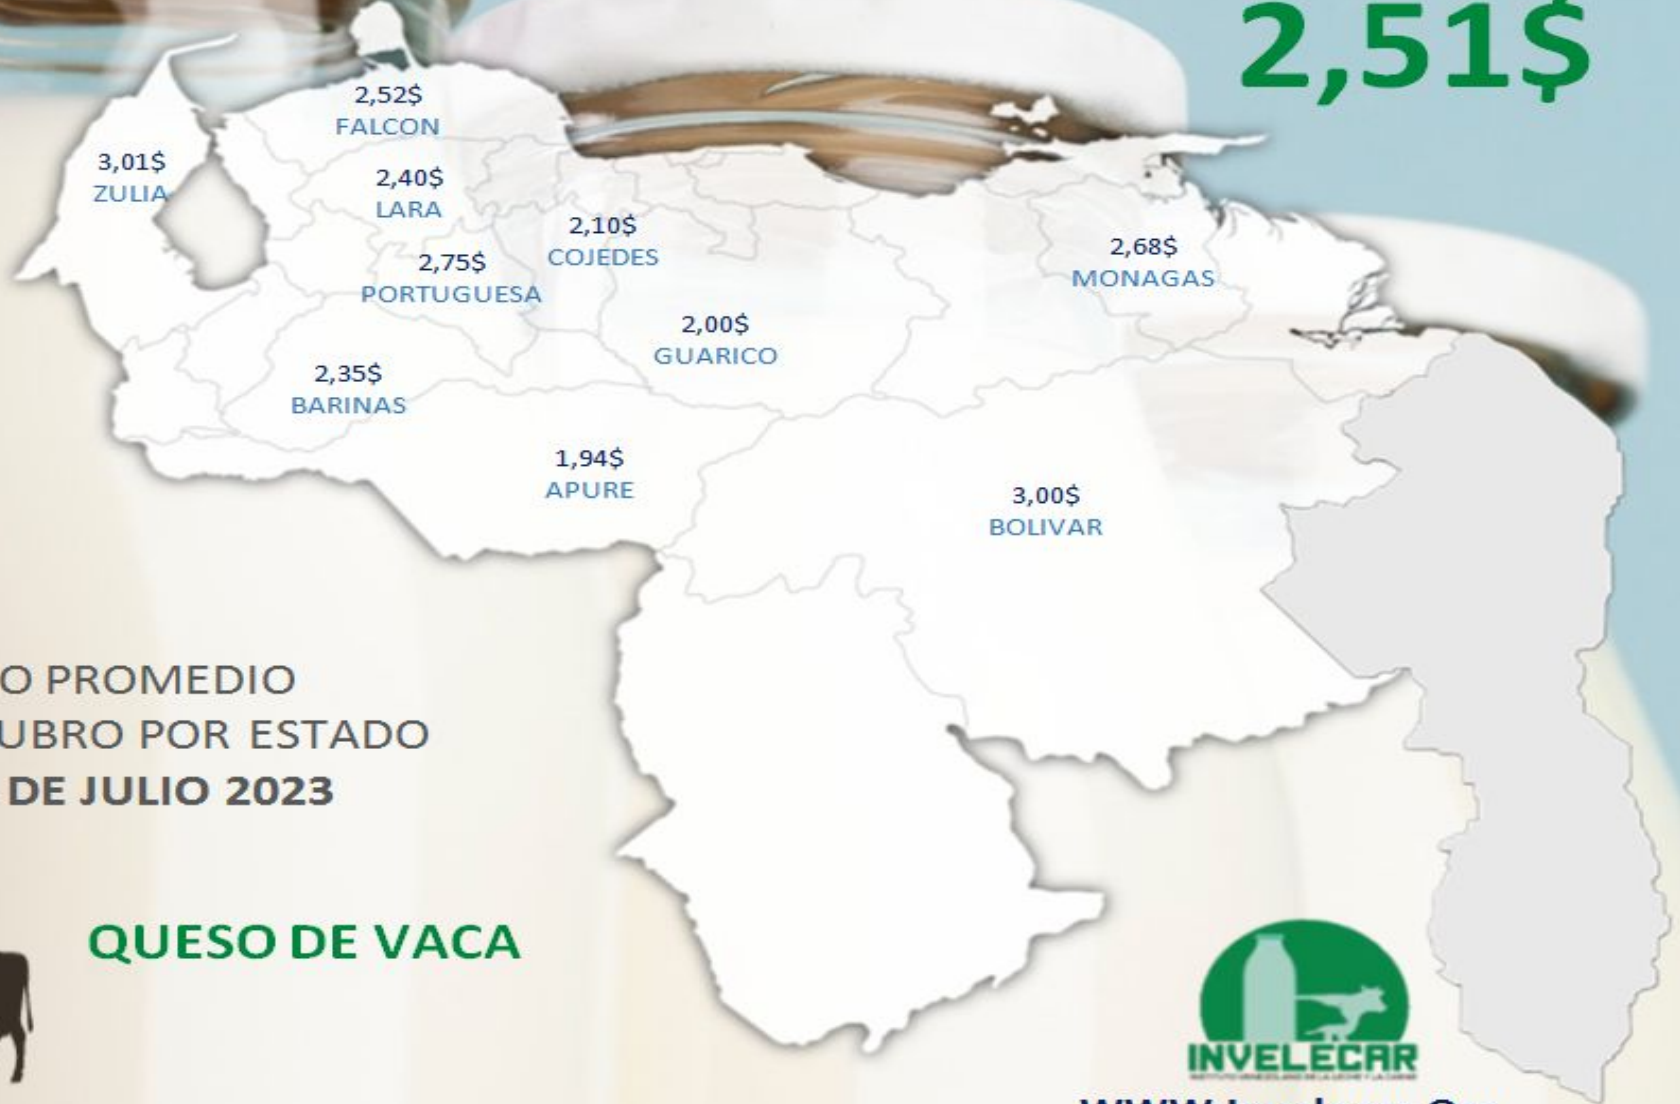 2,51$
2,52$
FALCON
3,01$
ZULIA
2,40$
LARA
2,10$
COJEDES
2,68$
MONAGAS
2,75$
PORTUGUESA
2,00$
GUARICO
2,35$
BARINAS
1,94$
APURE
3,00$
BOLIVAR
O PROMEDIO
UBRO POR ESTADO
DE JULIO 2023
QUESO DE VACA
INVELECAR